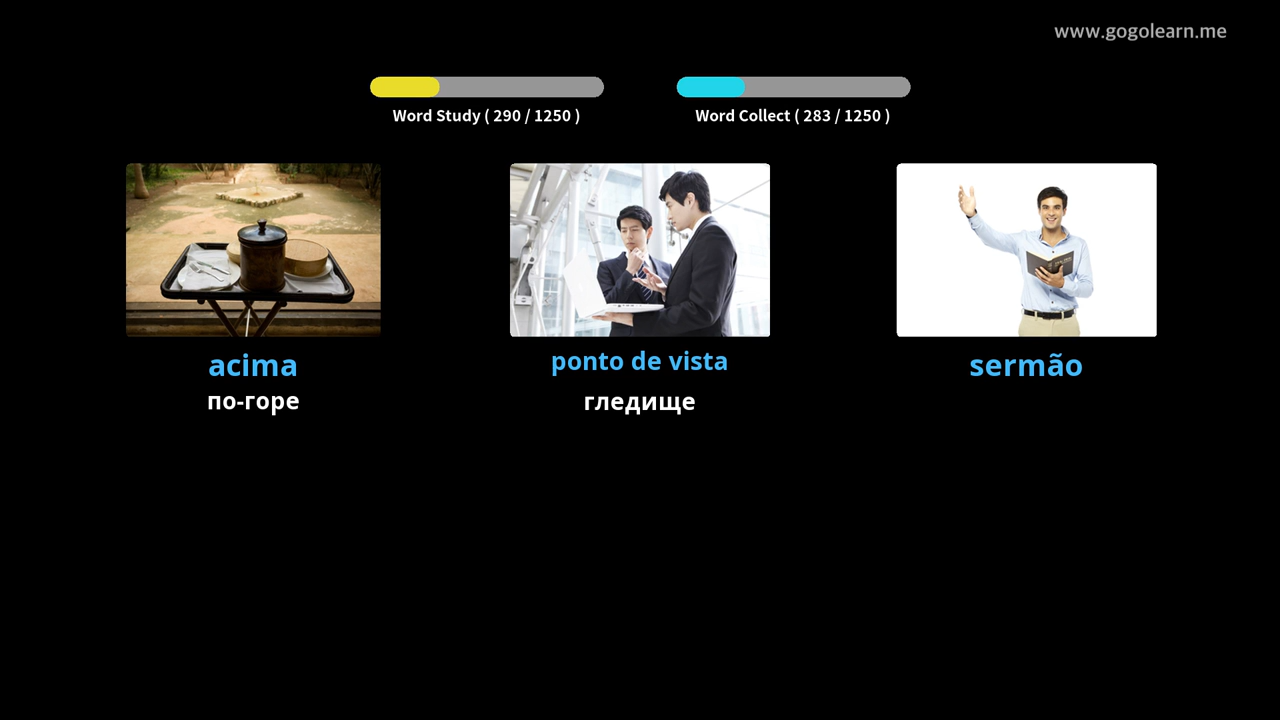 www.gogolearn.me
Word Study ( 290 / 1250 )
Word Collect ( 283 / 1250 )
acima
ponto de vista
sermão
по-горе
гледище